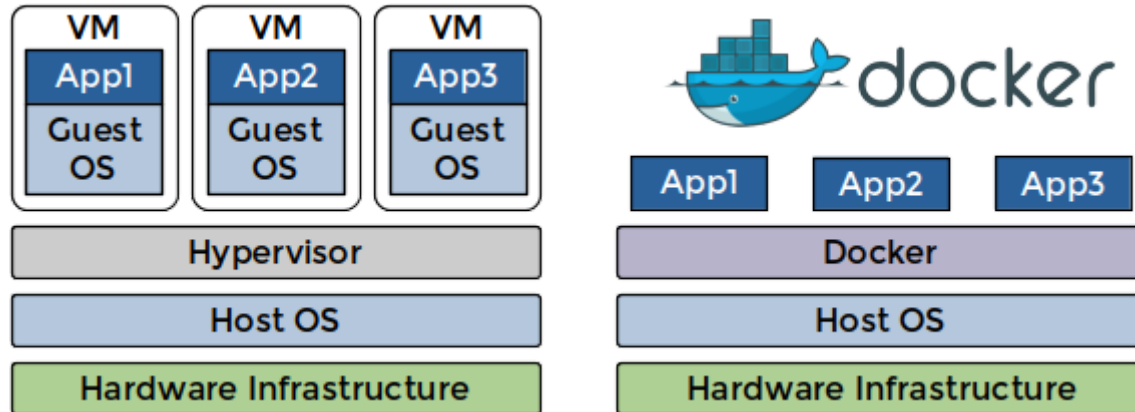 VM
App1
Guest
OS
VM
App2
Guest
OS
VM
App3
Guest
OS
Hypervisor
Host OS
Hardware Infrastructure
docker
App1
App2
App3
Docker
Host OS
Hardware Infrastructure